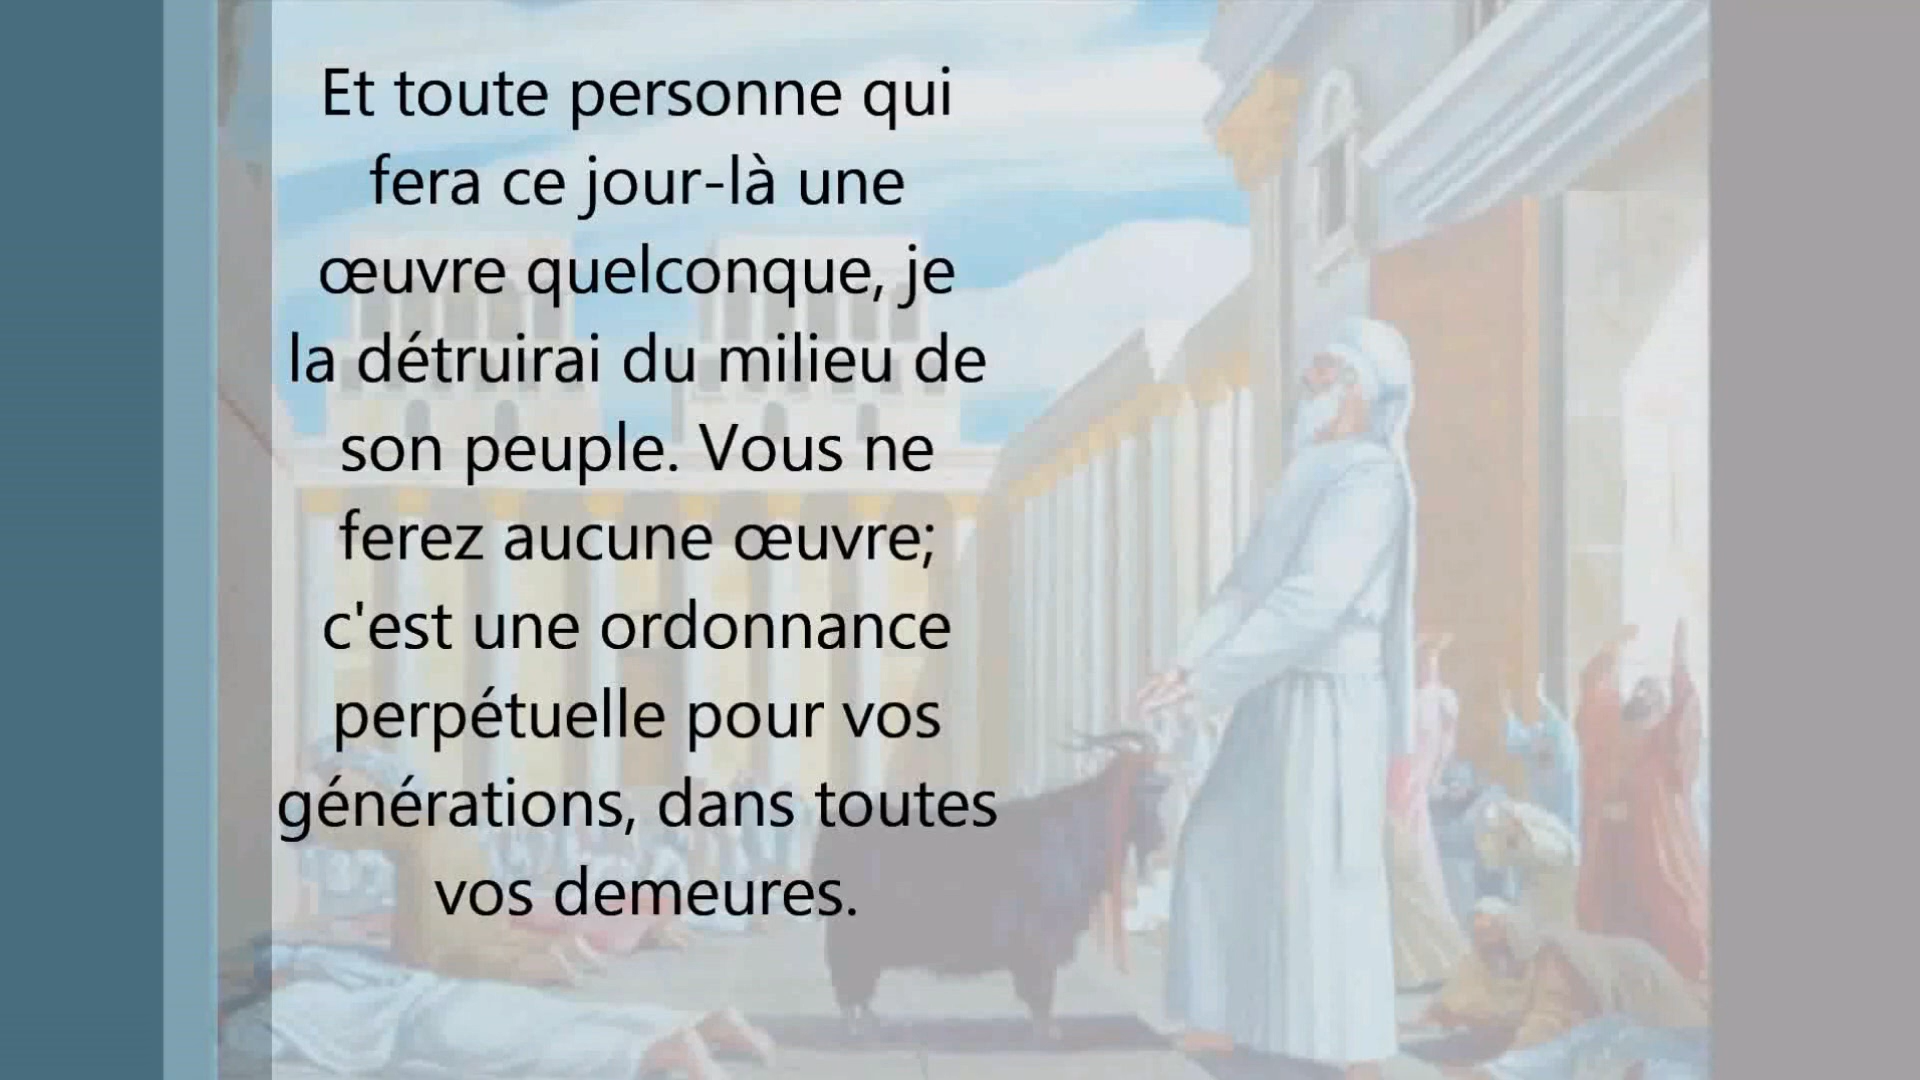 Et toute personne qui
fera ce jour-là une
œuvre quelconque, je
la détruirai du milieu de
son peuple. Vous ne
ferez aucune œuvre;
c'est une ordonnance
perpétuelle pour vos
générations, dans toutes
vos demeures.